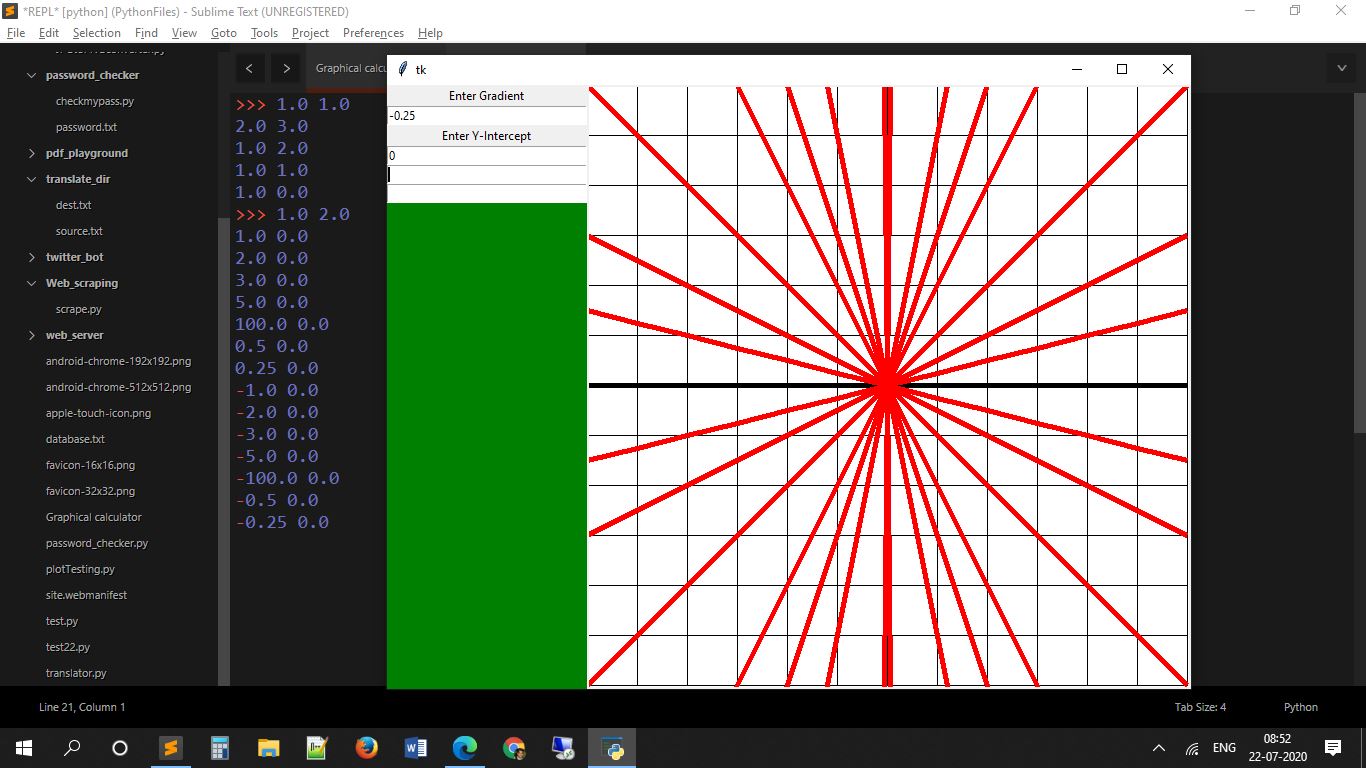 *REPL* [python] (PythonFiles) - Sublime Text (UNREGISTERED)
File Edit Selection Find View Goto Tools Project Preferences Help
password_checker
checkmypass.py
password.txt
pdf_playground
translate_dir
dest.txt
source.txt
twitter_bot
Web_scraping
scrape.py
web_server
android-chrome-192x192.png
android-chrome-512x512.png
apple-touch-icon.png
database.txt
favicon-16x16.png
favicon-32x32.png
Graphical calculator
password_checker.py
plotTesting.py
site.webmanifest
test.py
test22.py
translator.py
Graphical calcu
>>> 1.0 1.0
2.0 3.0
1.0 2.0
1.0 1.0
1.0 0.0
>>> 1.0 2.0
1.0 0.0
2.0 0.0
3.0 0.0
5.0 0.0
100.0 0.0
0.5 0.0
0.25 0.0
-1.0 0.0
-2.0 0.0
-3.0 0.0
-5.0 0.0
-100.0 0.0
-0.5 0.0
-0.25 0.0
tk
Enter Gradient
-0.25
Enter Y-Intercept
0
Line 21, Column 1
Tab Size: 4
Python
ENG
08:52
22-07-2020